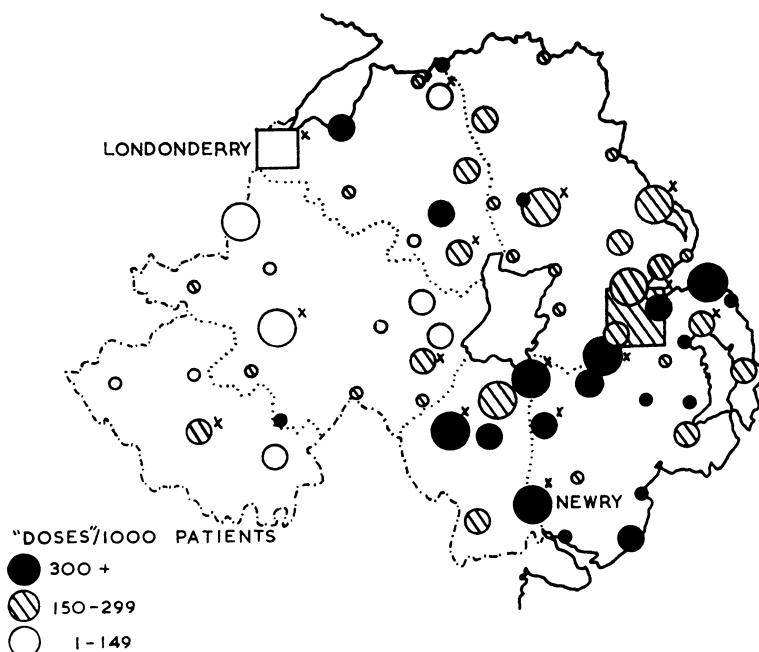 LONDONDERRY
NEWRY
"DOSES"/1000 PATIENTS
300 +
150-299
1-149